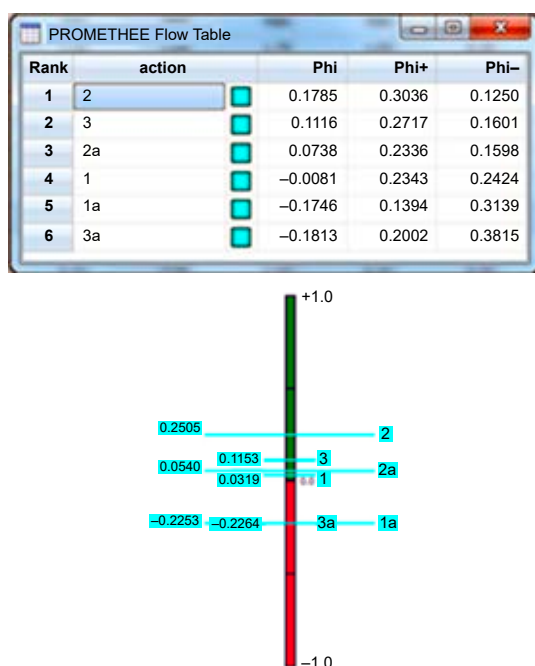 PROMETHEE Flow Table
Rank action Phi Phi+ Phi–
1 2 0.1785 0.3036 0.1250
2 3 0.1116 0.2717 0.1601
3 2a 0.0738 0.2336 0.1598
4 1 –0.0081 0.2343 0.2424
5 1a –0.1746 0.1394 0.3139
6 3a –0.1813 0.2002 0.3815
+1.0
0.2505 2
0.1153 3
0.0540 2a
0.0319 0.0 1
–0.2253 –0.2264 3a 1a
–1.0